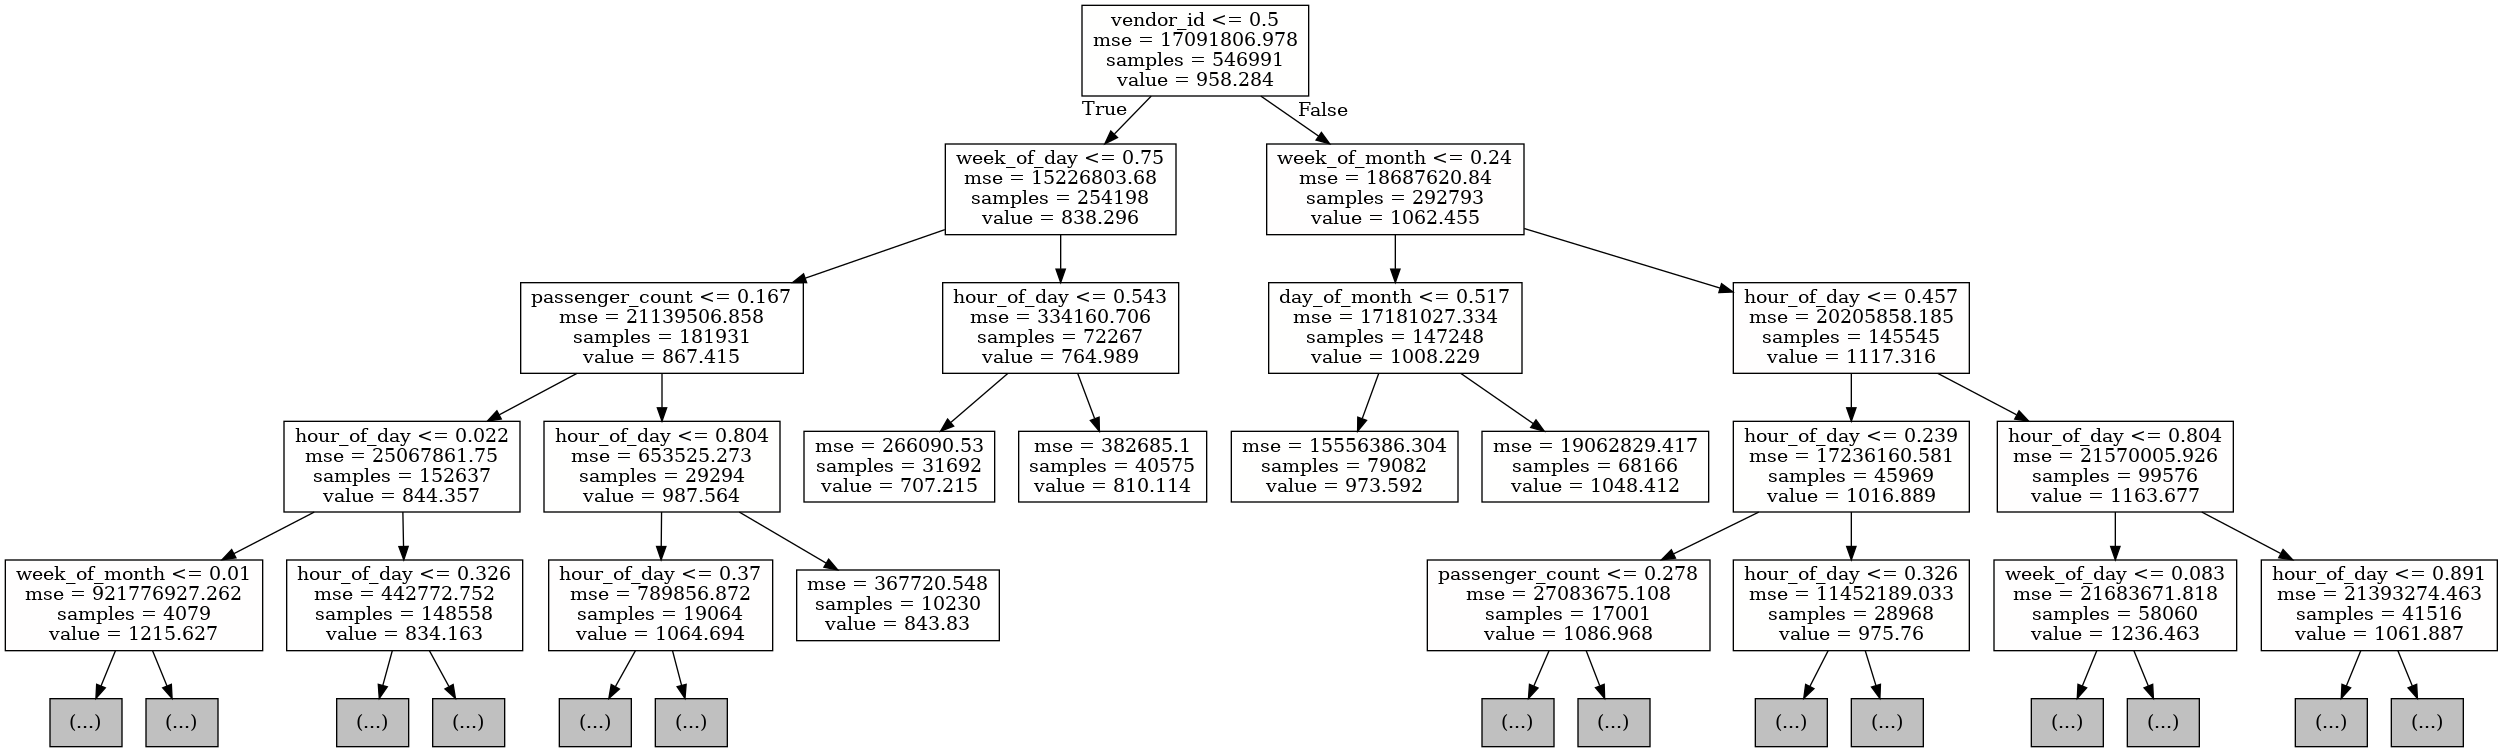 vendor_id <= 0.5
mse = 17091806.978
samples = 546991
value = 958.284
True
False
week_of_day <= 0.75
mse = 15226803.68
samples = 254198
value = 838.296
week_of_month <= 0.24
mse = 18687620.84
samples = 292793
value = 1062.455
passenger_count <= 0.167
mse = 21139506.858
samples = 181931
value = 867.415
hour_of_day <= 0.543
mse = 334160.706
samples = 72267
value = 764.989
day_of_month <= 0.517
mse = 17181027.334
samples = 147248
value = 1008.229
hour_of_day <= 0.457
mse = 20205858.185
samples = 145545
value = 1117.316
hour_of_day <= 0.022
mse = 25067861.75
samples = 152637
value = 844.357
hour_of_day <= 0.804
mse = 653525.273
samples = 29294
value = 987.564
mse = 266090.53
samples = 31692
value = 707.215
mse = 382685.1
samples = 40575
value = 810.114
mse = 15556386.304
samples = 79082
value = 973.592
mse = 19062829.417
samples = 68166
value = 1048.412
hour_of_day <= 0.239
mse = 17236160.581
samples = 45969
value = 1016.889
hour_of_day <= 0.804
mse = 21570005.926
samples = 99576
value = 1163.677
week_of_month <= 0.01
mse = 921776927.262
samples = 4079
value = 1215.627
hour_of_day <= 0.326
mse = 442772.752
samples = 148558
value = 834.163
hour_of_day <= 0.37
mse = 789856.872
samples = 19064
value = 1064.694
mse = 367720.548
samples = 10230
value = 843.83
passenger_count <= 0.278
mse = 27083675.108
samples = 17001
value = 1086.968
hour_of_day <= 0.326
mse = 11452189.033
samples = 28968
value = 975.76
week_of_day <= 0.083
mse = 21683671.818
samples = 58060
value = 1236.463
hour_of_day <= 0.891
mse = 21393274.463
samples = 41516
value = 1061.887
(...)
(...)
(...)
(...)
(...)
(...)
(...)
(...)
(...)
(...)
(...)
(...)
(...)
(...)